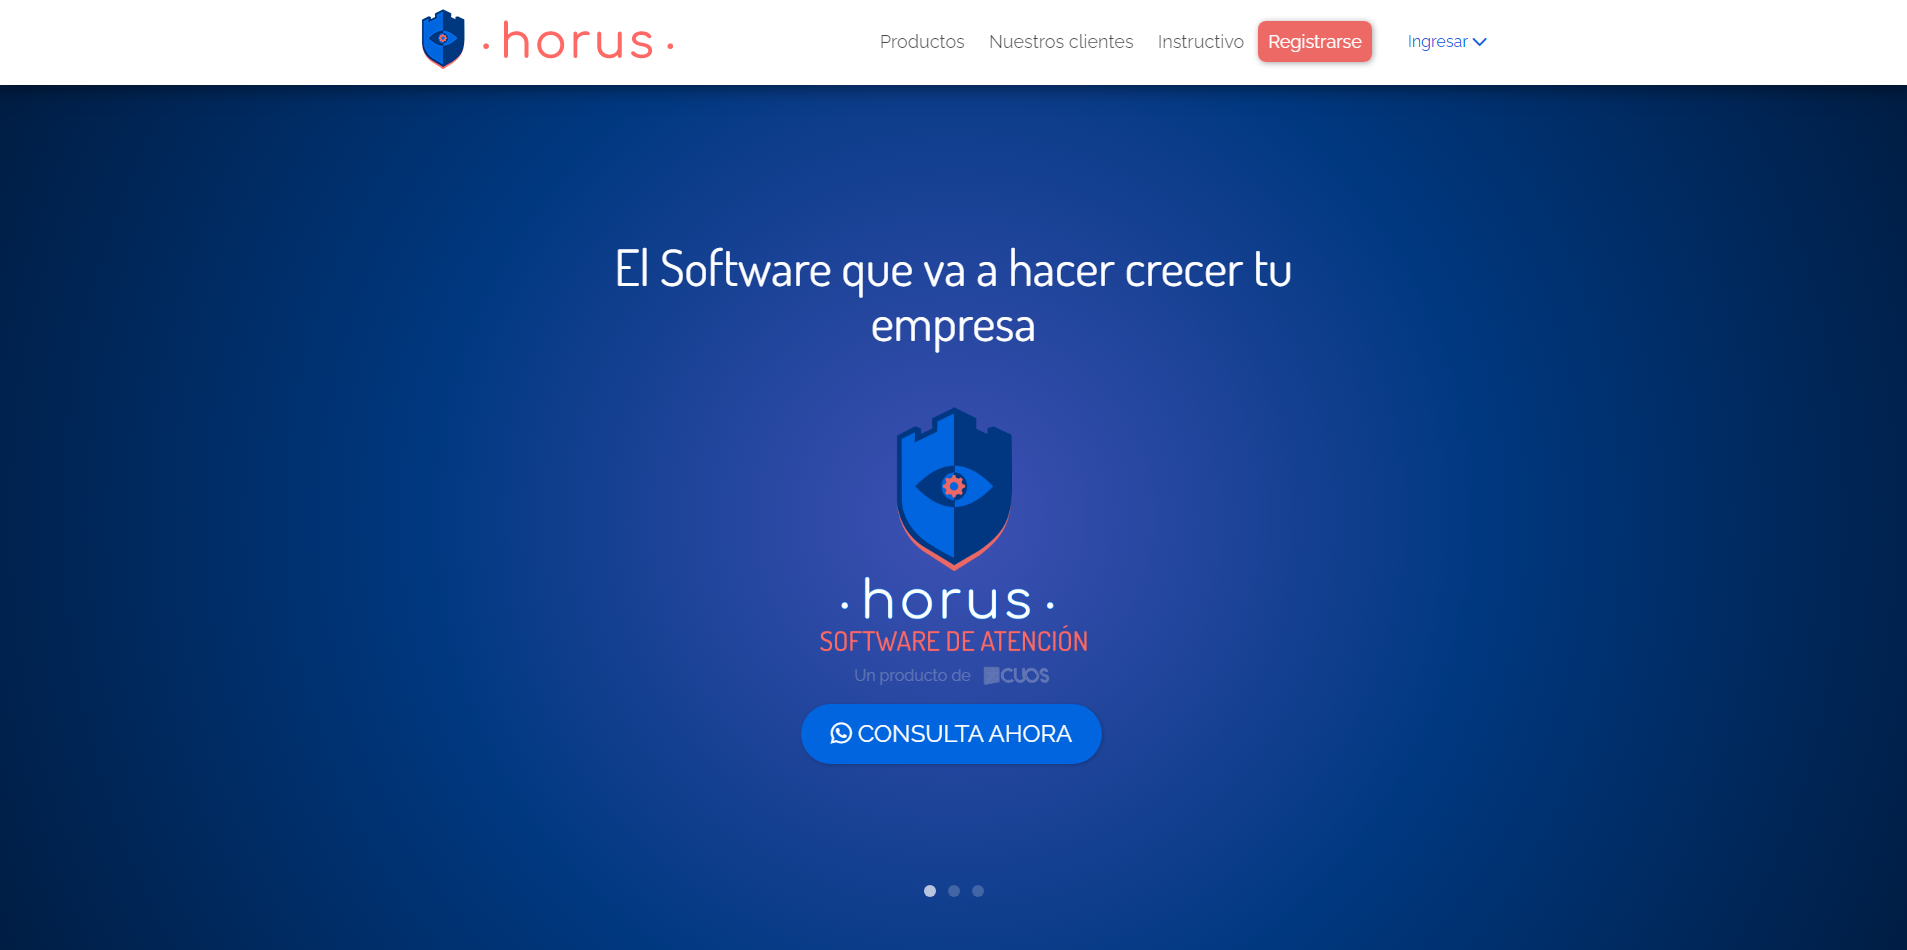 · horus ·
Productos
Nuestros clientes
Instructivo
Registrarse
Ingresar
El Software que va a hacer crecer tu
empresa
· horus ·
SOFTWARE DE ATENCIÓN
Un producto de CUOS
CONSULTA AHORA